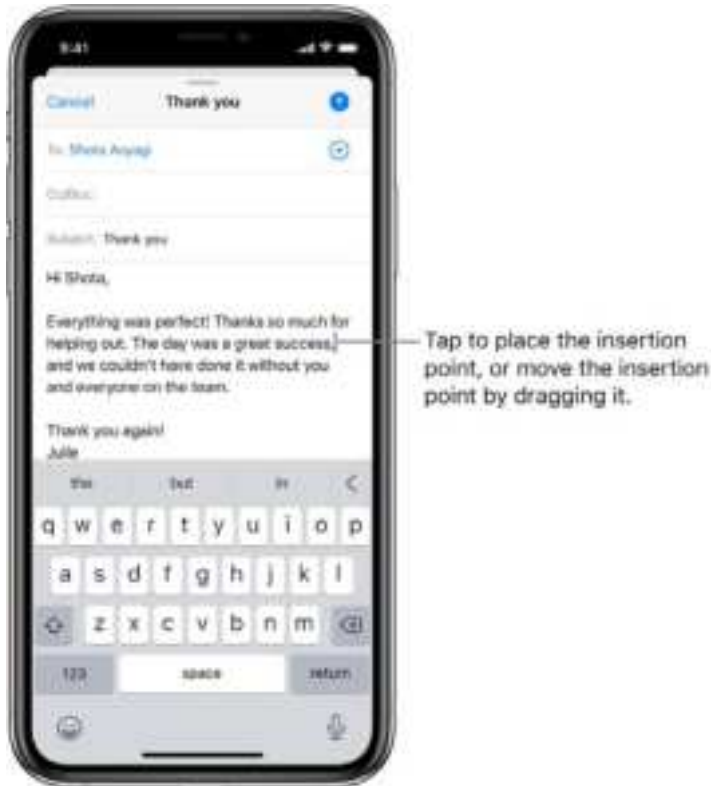 9:41
Cancel
Thank you
To: Shota Aoyagi
Cc/Bcc:
Subject: Thank you
Hi Shota,
Everything was perfect! Thanks so much for
helping out. The day was a great success,
and we couldn't have done it without you
and everyone on the team.
Thank you again!
Julie
Tap to place the insertion
point, or move the insertion
point by dragging it.
the but in
q w e r t y u i o p
a s d f g h j k l
z x c v b n m
123 space return